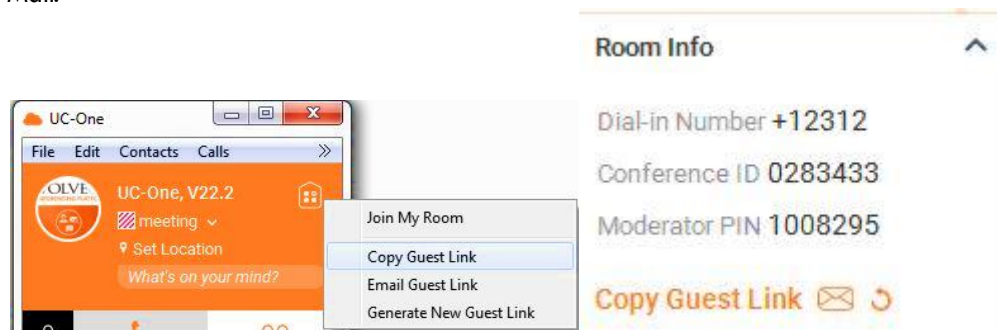 Room Info
UC-One
File Edit Contacts Calls
OLVE
UC-One, V22.2
meeting
Set Location
What's on your mind?
Join My Room
Copy Guest Link
Email Guest Link
Generate New Guest Link
Dial-in Number +12312
Conference ID 0283433
Moderator PIN 1008295
Copy Guest Link